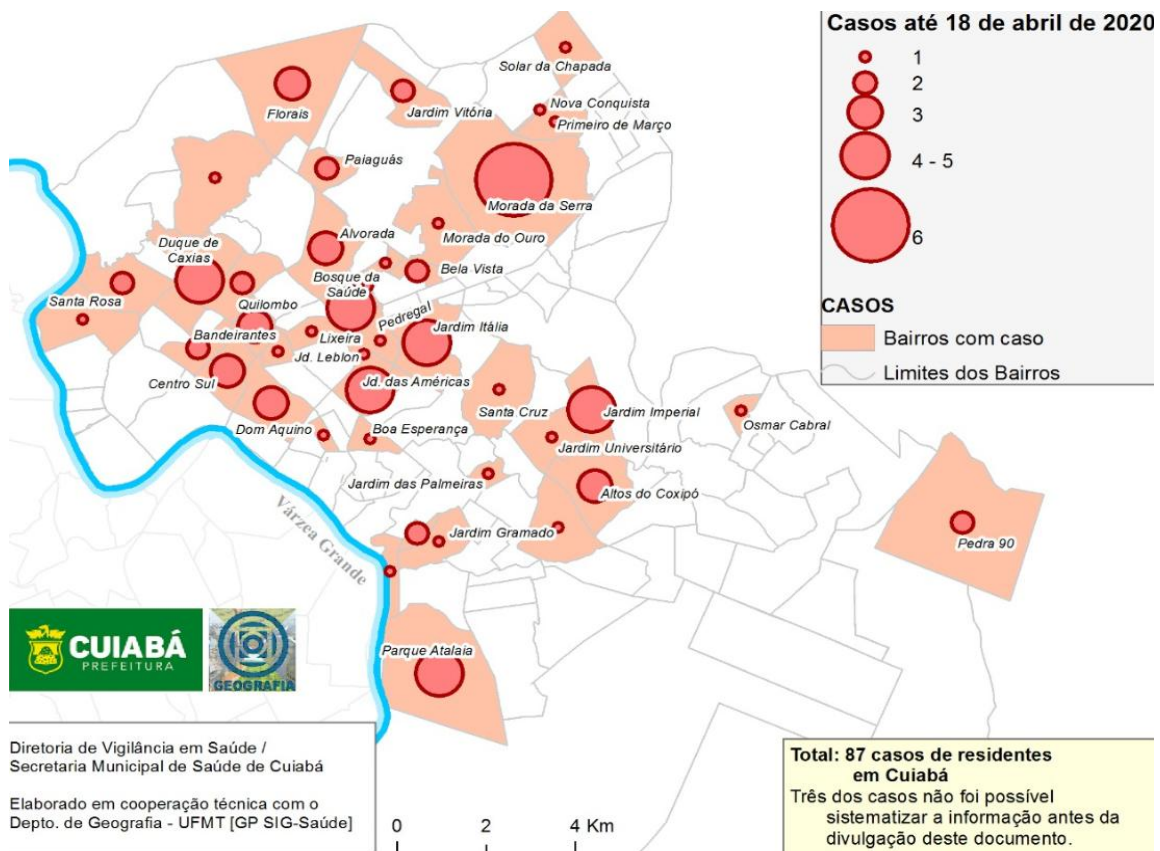 Casos até 18 de abril de 2020
1
2
3
4 - 5
6
CASOS
Bairros com caso
Limites dos Bairros
Solar da Chapada
Florais
Jardim Vitória
Nova Conquista
Primeiro de Março
Paiaguás
Morada da Serra
Alvorada
Morada do Ouro
Duque de
Caxias
Bosque da
Saúde
Bela Vista
Santa Rosa
Quilombo
Pedregal
Bandeirantes
Lixeira
Jardim Itália
Jd. Leblon
Centro Sul
Jd. das Américas
Santa Cruz
Jardim Imperial
Osmar Cabral
Dom Aquino
Boa Esperança
Jardim Universitário
Jardim das Palmeiras
Altos do Coxipó
Várzea Grande
Jardim Gramado
Pedra 90
Parque Atalaia
CUIABÁ
PREFEITURA
GEOGRAFIA
Diretoria de Vigilância em Saúde /
Secretaria Municipal de Saúde de Cuiabá
Elaborado em cooperação técnica com o
Depto. de Geografia - UFMT [GP SIG-Saúde]
0 2 4 Km
Total: 87 casos de residentes
em Cuiabá
Três dos casos não foi possível
sistematizar a informação antes da
divulgação deste documento.